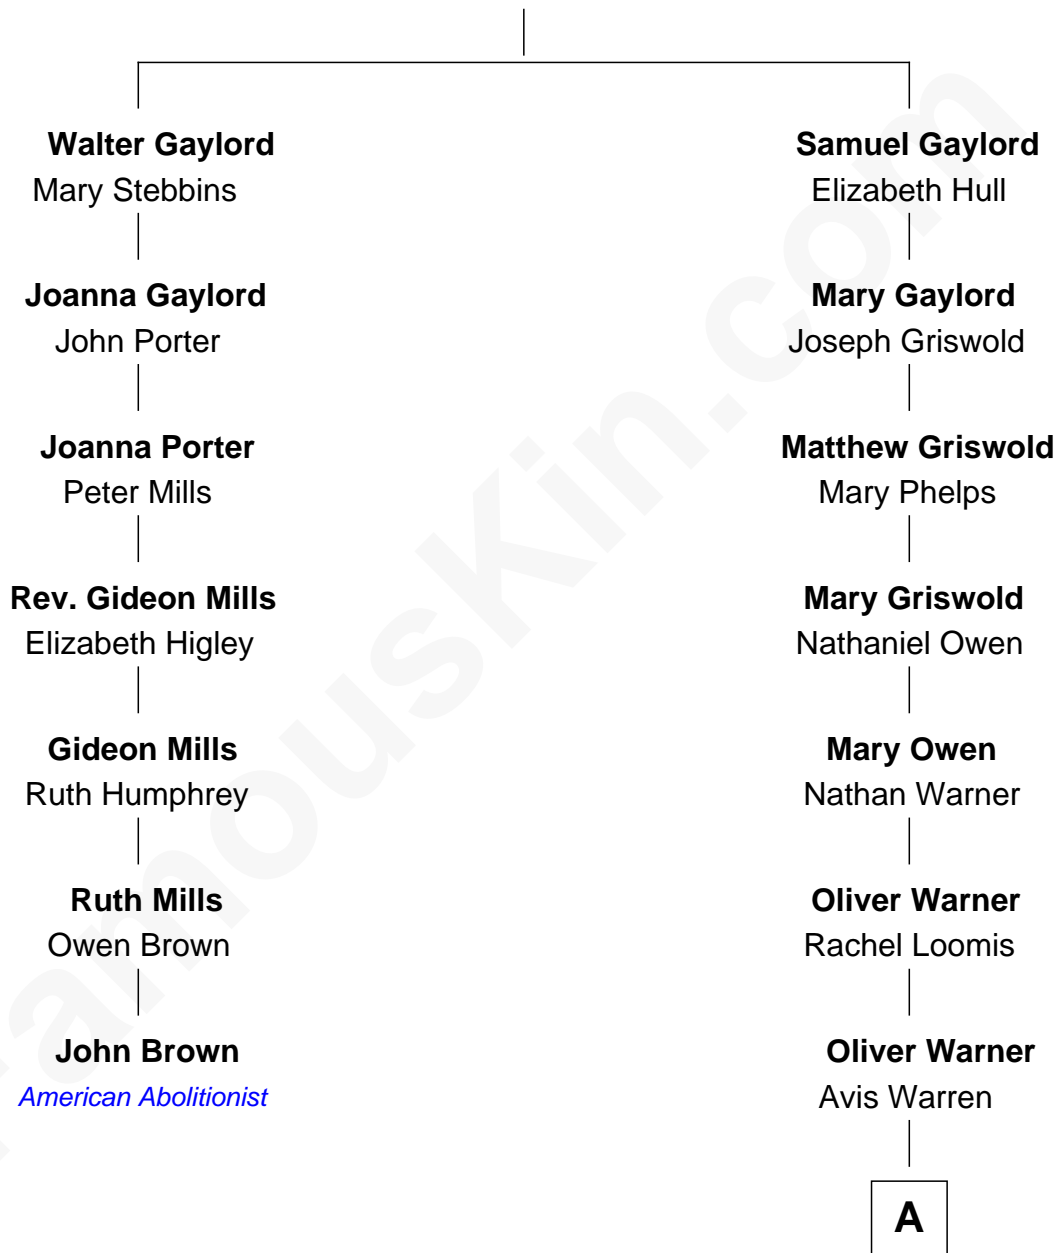 Walter Gaylord
Mary Stebbins
Joanna Gaylord
John Porter
Joanna Porter
Peter Mills
Rev. Gideon Mills
Elizabeth Higley
Gideon Mills
Ruth Humphrey
Ruth Mills
Owen Brown
John Brown
American Abolitionist
Samuel Gaylord
Elizabeth Hull
Mary Gaylord
Joseph Griswold
Matthew Griswold
Mary Phelps
Mary Griswold
Nathaniel Owen
Mary Owen
Nathan Warner
Oliver Warner
Rachel Loomis
Oliver Warner
Avis Warren
A
FamousKin.com